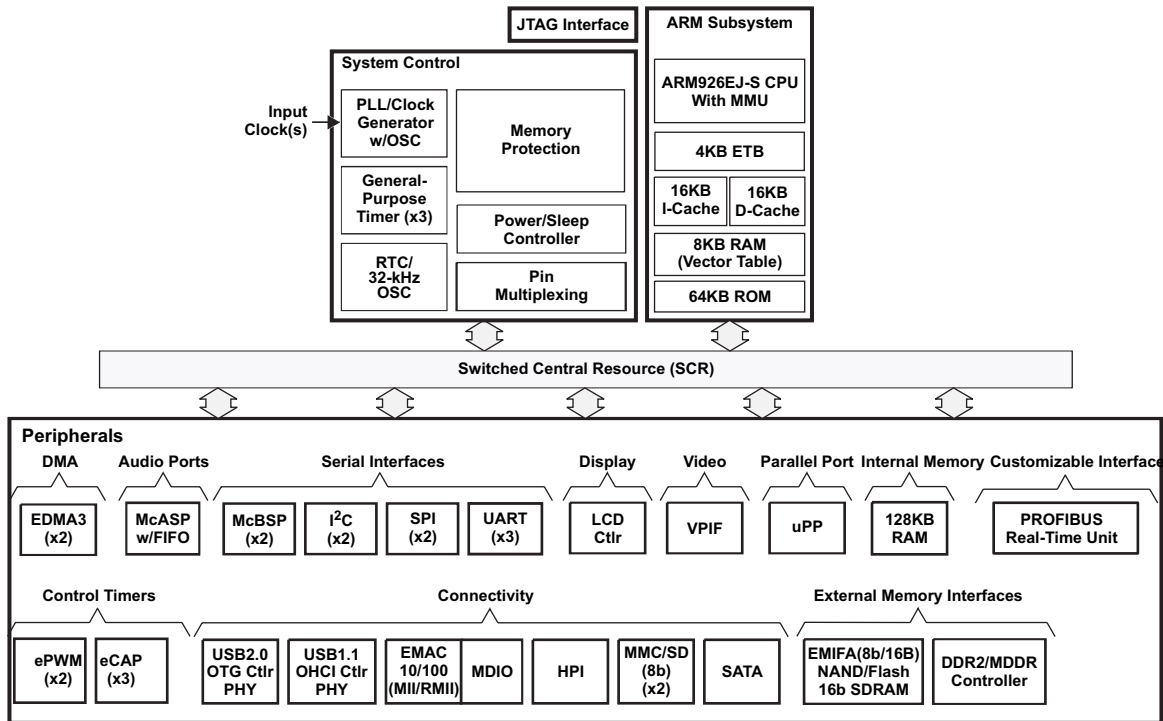 JTAG Interface
ARM Subsystem
System Control
Input
Clock(s)
PLL/Clock
Generator
w/OSC
General-
Purpose
Timer (x3)
RTC/
32-kHz
OSC
Memory
Protection
Power/Sleep
Controller
Pin
Multiplexing
ARM926EJ-S CPU
With MMU
4KB ETB
16KB
I-Cache
16KB
D-Cache
8KB RAM
(Vector Table)
64KB ROM
Switched Central Resource (SCR)
Peripherals
DMA
Audio Ports
Serial Interfaces
Display
Video
Parallel Port
Internal Memory
Customizable Interface
EDMA3
(x2)
McASP
w/FIFO
McBSP
(x2)
I²C
(x2)
SPI
(x2)
UART
(x3)
LCD
Ctlr
VPIF
uPP
128KB
RAM
PROFIBUS
Real-Time Unit
Control Timers
Connectivity
External Memory Interfaces
ePWM
(x2)
eCAP
(x3)
USB2.0
OTG Ctlr
PHY
USB1.1
OHCI Ctlr
PHY
EMAC
10/100
(MII/RMII)
MDIO
HPI
MMC/SD
(8b)
(x2)
SATA
EMIFA(8b/16B)
NAND/Flash
16b SDRAM
DDR2/MDDR
Controller